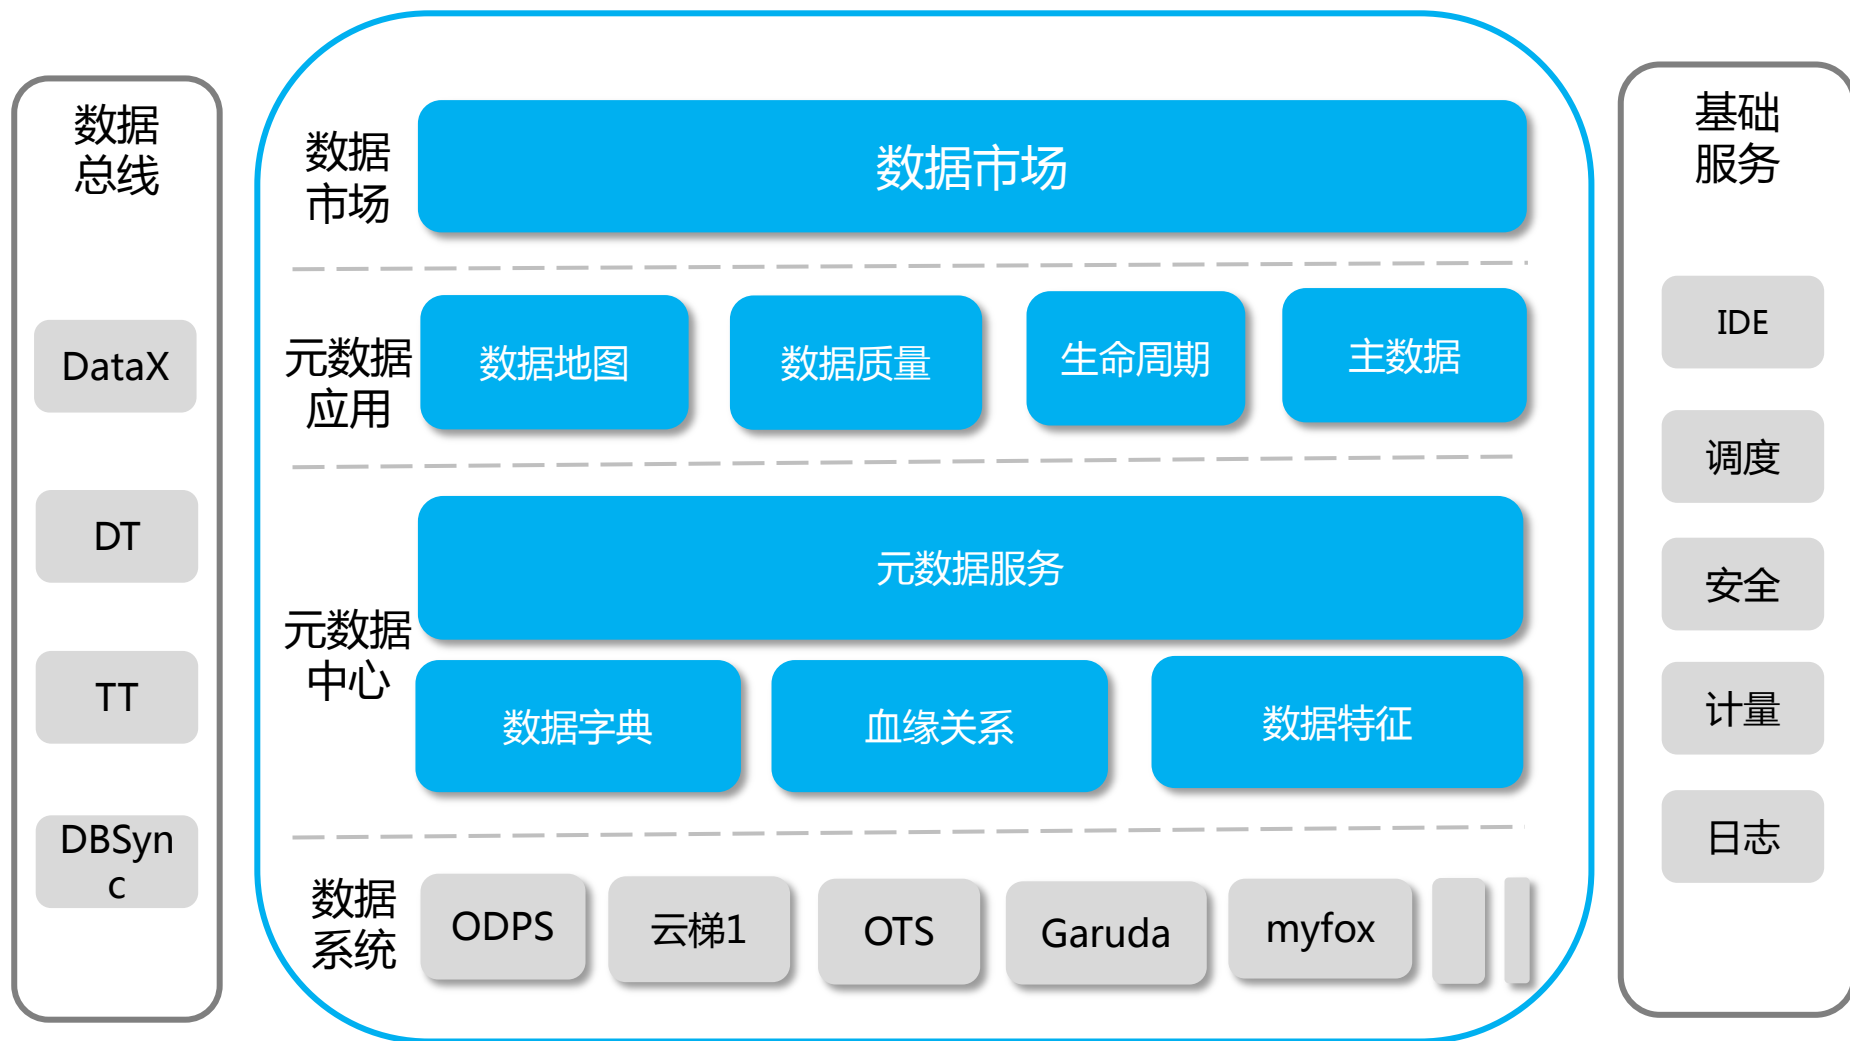 数据
总线
DataX
DT
TT
DBSyn
c
数据
市场
数据市场
元数据
应用
数据地图
数据质量
生命周期
主数据
元数据
中心
元数据服务
数据字典
血缘关系
数据特征
数据
系统
ODPS
云梯1
OTS
Garuda
myfox
基础
服务
IDE
调度
安全
计量
日志